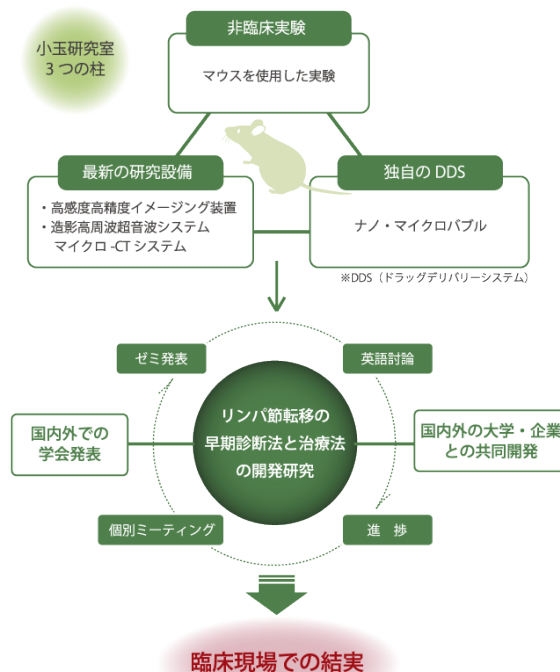 小玉研究室
3つの柱
非臨床実験
マウスを使用した実験
最新の研究設備
・高感度高精度イメージング装置
・造影高周波超音波システム
マイクロ-CTシステム
独自のDDS
ナノ・マイクロバブル
※DDS（ドラッグデリバリーシステム）
ゼミ発表
英語討論
国内外での
学会発表
リンパ節転移の
早期診断法と治療法
の開発研究
国内外の大学・企業
との共同開発
個別ミーティング
進　捗
臨床現場での結実